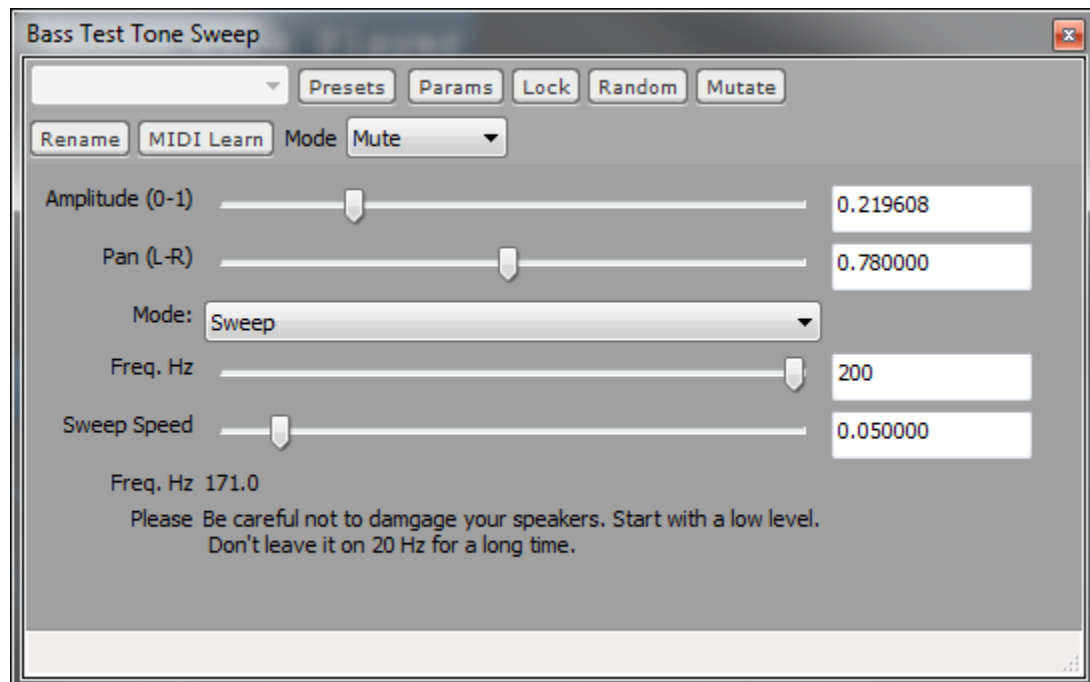 Bass Test Tone Sweep
Player
Presets Params Lock Random Mutate
Rename MIDI Learn Mode Mute
Amplitude (0-1) 0.219608
Pan (L-R) 0.780000
Mode: Sweep
Freq. Hz 200
Sweep Speed 0.050000
Freq. Hz 171.0
Please Be careful not to damgage your speakers. Start with a low level.
Don't leave it on 20 Hz for a long time.